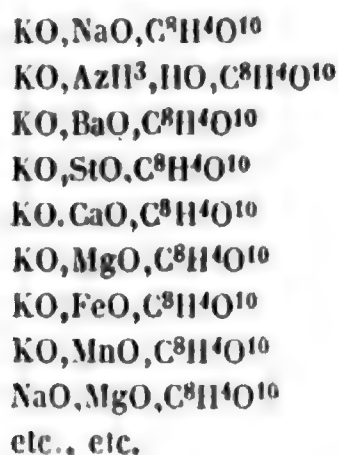 KO,NaO,C⁸H⁴O¹⁰
KO,AzH³,HO,C⁸H⁴O¹⁰
KO,BaO,C⁸H⁴O¹⁰
KO,StO,C⁸H⁴O¹⁰
KO.CaO,C⁸H⁴O¹⁰
KO,MgO,C⁸H⁴O¹⁰
KO,FeO,C⁸H⁴O¹⁰
KO,MnO,C⁸H⁴O¹⁰
NaO,MgO,C⁸H⁴O¹⁰
etc., etc.